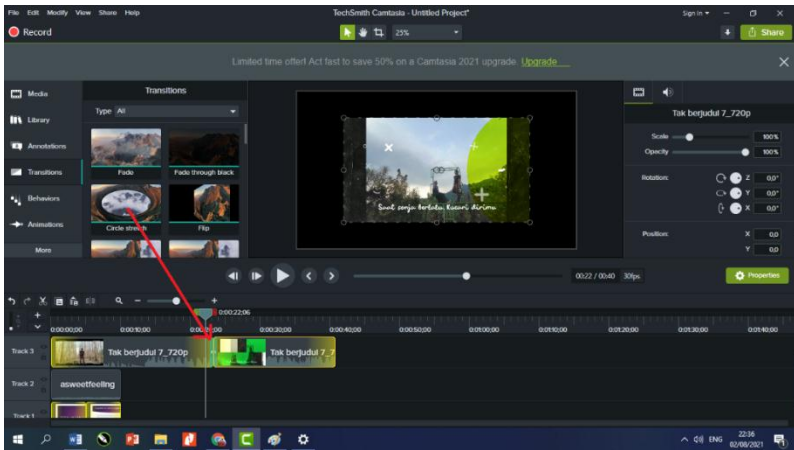 File Edit Modify View Share Help
TechSmith Camtasia - Untitled Project*
Sign In
Record
25%
Share
Limited time offer! Act fast to save 50% on a Camtasia 2021 upgrade. Upgrade
Media
Library
Annotations
Transitions
Behaviors
Animations
More
Transitions
Type All
Fade
Fade through black
Circle stretch
Flip
Saat senja bertatu Kucari dirimu
Tak berjudul 7_720p
Scale 100%
Opacity 100%
Rotation: Z 0,0°
Y 0,0°
X 0,0°
Position: X 0,0
Y 0,0
00:22 / 00:40 30fps
Properties
0:00:22;06
0:00:00;00 0:00:10;00 0:00:30;00 0:00:40;00 0:00:50;00 0:01:00;00 0:01:10;00 0:01:20;00 0:01:30;00 0:01:40;00
Track 3
Tak berjudul 7_720p
Tak berjudul 7_7
Track 2
asweetfeeling
Track 1
ENG
22:36
02/08/2021